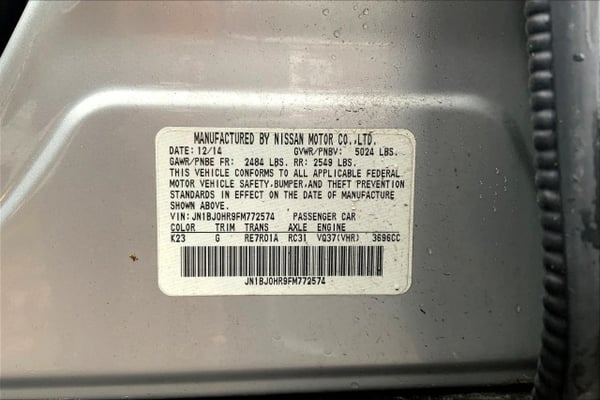 MANUFACTURED BY NISSAN MOTOR CO.,LTD.
DATE: 12/14 GVWR/PNBV: 5024 LBS.
GAWR/PNBE FR: 2484 LBS. RR: 2549 LBS.
THIS VEHICLE CONFORMS TO ALL APPLICABLE FEDERAL
MOTOR VEHICLE SAFETY,BUMPER,AND THEFT PREVENTION
STANDARDS IN EFFECT ON THE DATE OF MANUFACTURE
SHOWN ABOVE.
VIN: JN1BJ0HR9FM772574 PASSENGER CAR
COLOR TRIM TRANS AXLE ENGINE
K23 G RE7R01A RC31 VQ37(VHR) 3696CC
JN1BJ0HR9FM772574